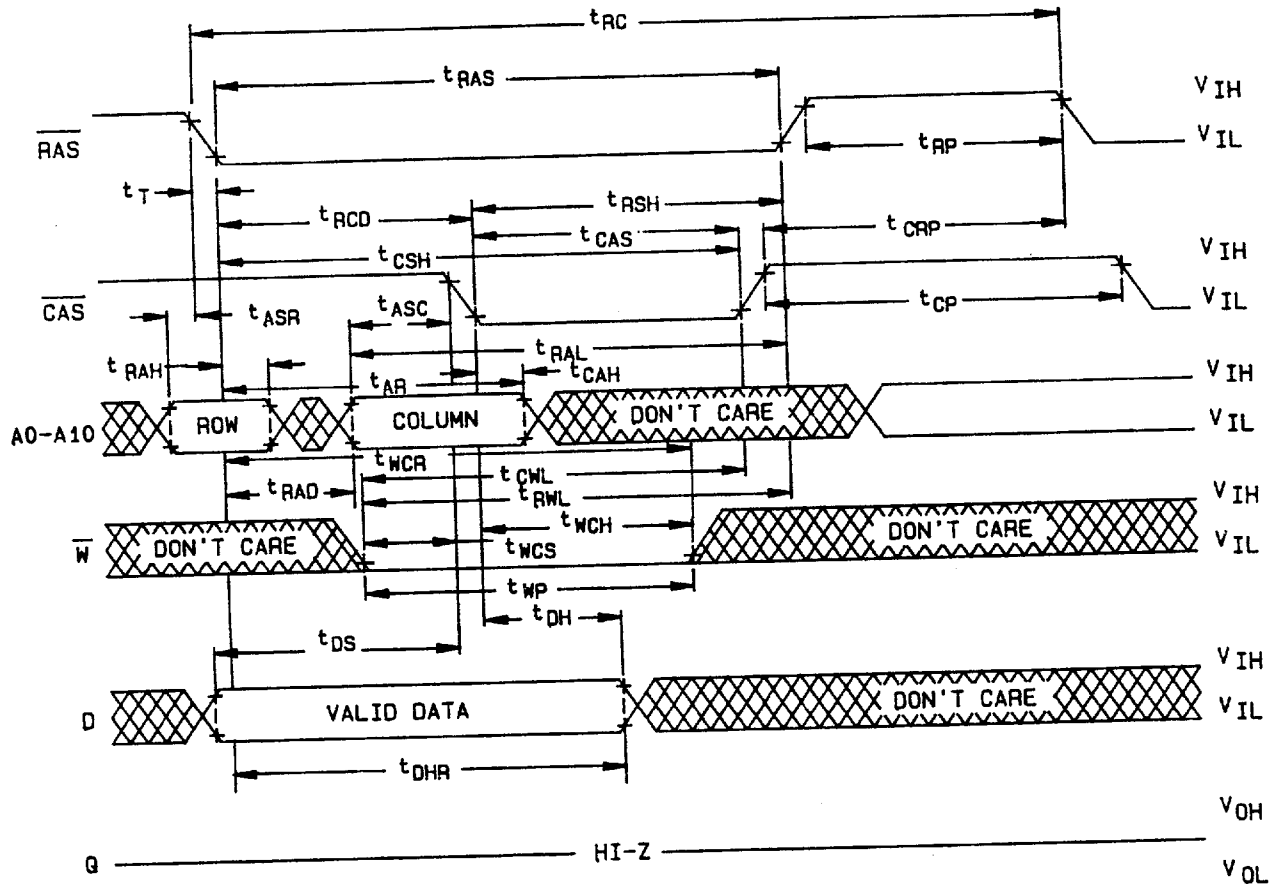 tRC
tRAS
VIH
RAS
tRP
VIL
tT
tRCD
tRSH
tCAS
tCRP
tCSH
VIH
CAS
tASR
tASC
tCP
VIL
tRAL
tRAH
tCAH
tAR
VIH
A0-A10
ROW
COLUMN
DON'T CARE
VIL
tWCR
tCWL
tRAD
tRWL
VIH
tWCH
W
DON'T CARE
DON'T CARE
VIL
tWCS
tWP
tDH
tDS
VIH
D
VALID DATA
DON'T CARE
VIL
tDHR
VOH
Q
HI-Z
VOL